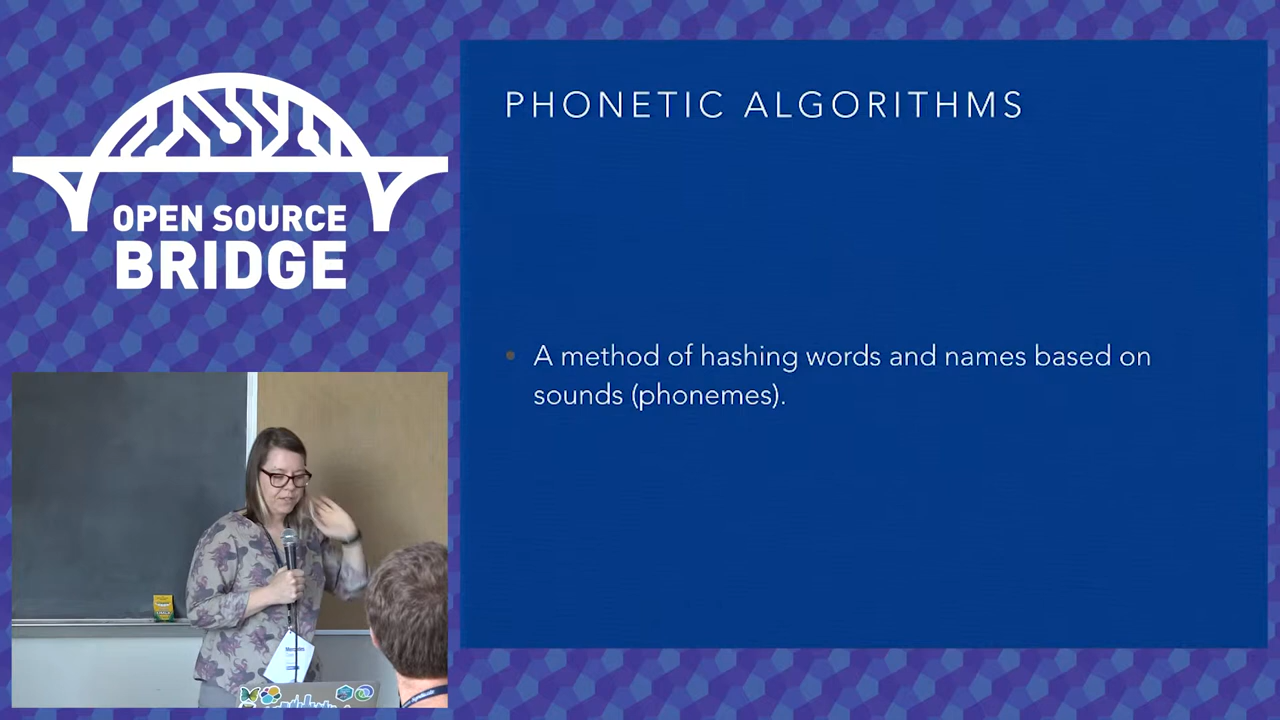 OPEN SOURCE
BRIDGE
PHONETIC ALGORITHMS
• A method of hashing words and names based on
sounds (phonemes).